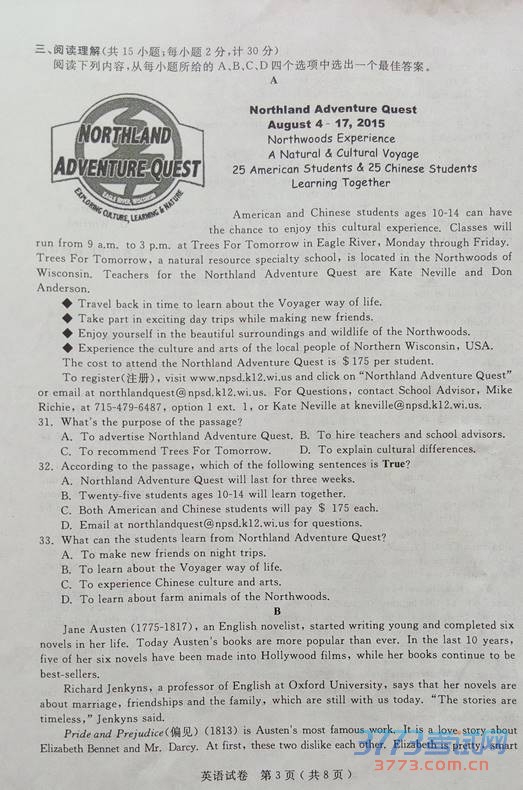 三、阅读理解(共 15 小题;每小题 2 分,计 30 分)
阅读下列内容,从每小题所给的 A、B、C、D 四个选项中选出一个最佳答案。
A
NORTHLAND
ADVENTURE QUEST
EAGLE RIVER, WISCONSIN
EXPLORING CULTURE, LEARNING & NATURE
Northland Adventure Quest
August 4 - 17, 2015
Northwoods Experience
A Natural & Cultural Voyage
25 American Students & 25 Chinese Students
Learning Together
American and Chinese students ages 10-14 can have
the chance to enjoy this cultural experience. Classes will
run from 9 a.m. to 3 p.m. at Trees For Tomorrow in Eagle River, Monday through Friday.
Trees For Tomorrow, a natural resource specialty school, is located in the Northwoods of
Wisconsin. Teachers for the Northland Adventure Quest are Kate Neville and Don
Anderson.
◆ Travel back in time to learn about the Voyager way of life.
◆ Take part in exciting day trips while making new friends.
◆ Enjoy yourself in the beautiful surroundings and wildlife of the Northwoods.
◆ Experience the culture and arts of the local people of Northern Wisconsin, USA.
The cost to attend the Northland Adventure Quest is $175 per student.
To register(注册), visit www.npsd.k12.wi.us and click on "Northland Adventure Quest"
or email at northlandquest@npsd.k12.wi.us. For Questions, contact School Advisor, Mike
Richie, at 715-479-6487, option 1 ext. 1, or Kate Neville at kneville@npsd.k12.wi.us.
31. What's the purpose of the passage?
A. To advertise Northland Adventure Quest. B. To hire teachers and school advisors.
C. To recommend Trees For Tomorrow. D. To explain cultural differences.
32. According to the passage, which of the following sentences is True?
A. Northland Adventure Quest will last for three weeks.
B. Twenty-five students ages 10-14 will learn together.
C. Both American and Chinese students will pay $ 175 each.
D. Email at northlandquest@npsd.k12.wi.us for questions.
33. What can the students learn from Northland Adventure Quest?
A. To make new friends on night trips.
B. To learn about the Voyager way of life.
C. To experience Chinese culture and arts.
D. To learn about farm animals of the Northwoods.
B
Jane Austen (1775-1817), an English novelist, started writing young and completed six
novels in her life. Today Austen's books are more popular than ever. In the last 10 years,
five of her six novels have been made into Hollywood films, while her books continue to be
best-sellers.
Richard Jenkyns, a professor of English at Oxford University, says that her novels are
about marriage, friendships and the family, which are still with us today. "The stories are
timeless," Jenkyns said.
Pride and Prejudice(偏见) (1813) is Austen's most famous work. It is a love story about
Elizabeth Bennet and Mr. Darcy. At first, these two dislike each other. Elizabeth is pretty, smart
英语试卷 第 3 页 (共 8 页)
3773考试网
3773.com.cn